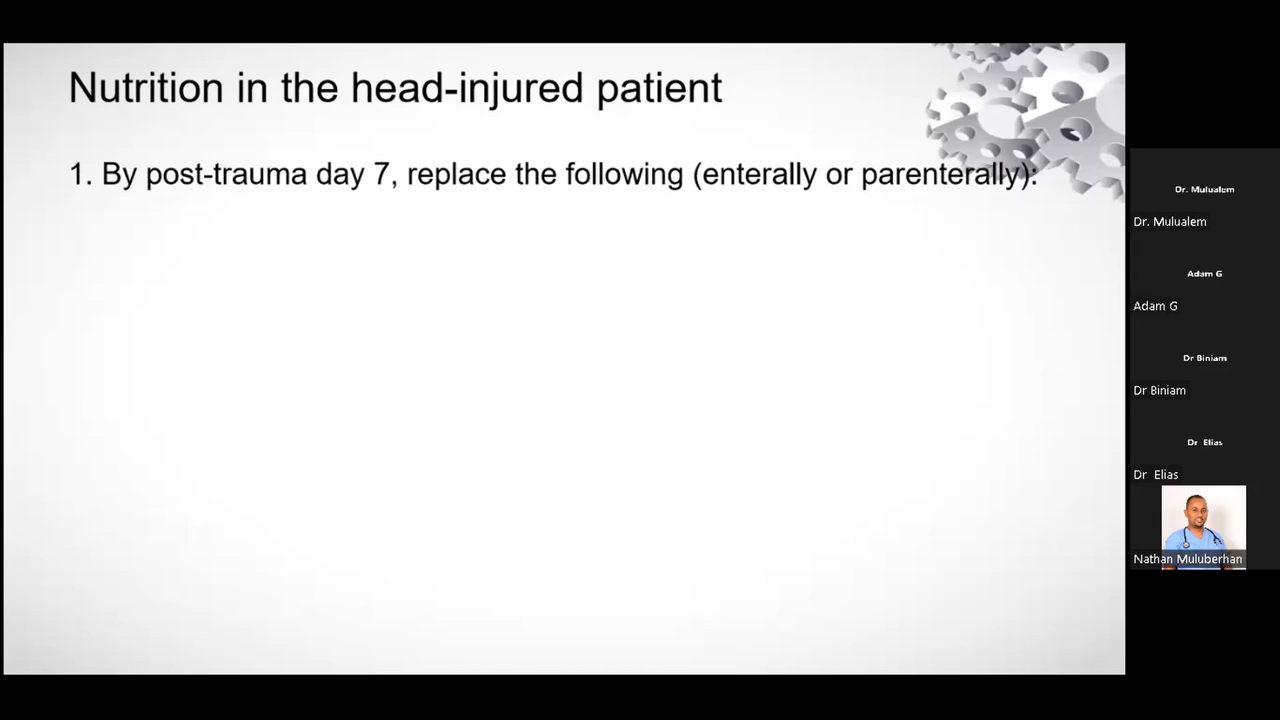 Nutrition in the head-injured patient
1. By post-trauma day 7, replace the following (enterally or parenterally):
Dr. Mulualem
Dr. Mulualem
Adam G
Adam G
Dr Biniam
Dr Biniam
Dr Elias
Dr Elias
Nathan Muluberhan